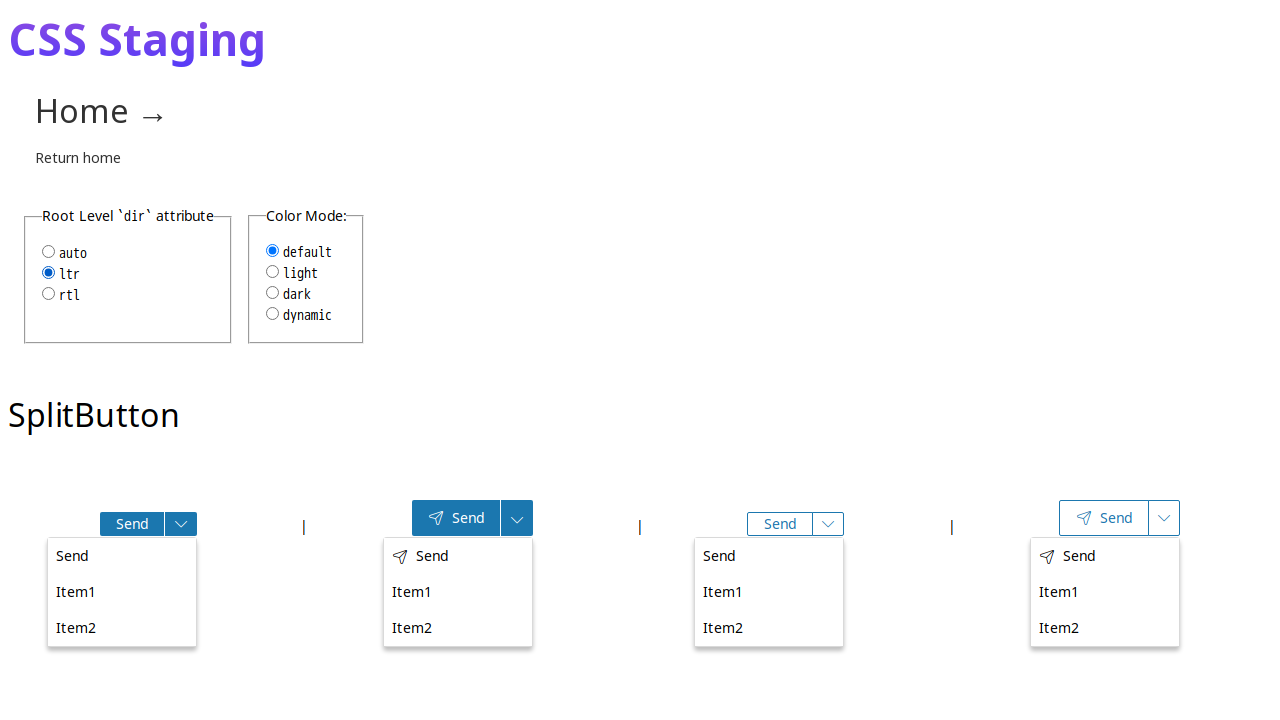 CSS Staging
Home →
Return home
Root Level `dir` attribute
auto
ltr
rtl
Color Mode:
default
light
dark
dynamic
SplitButton
Send
Send
Item1
Item2
|
Send
Send
Item1
Item2
|
Send
Send
Item1
Item2
|
Send
Send
Item1
Item2